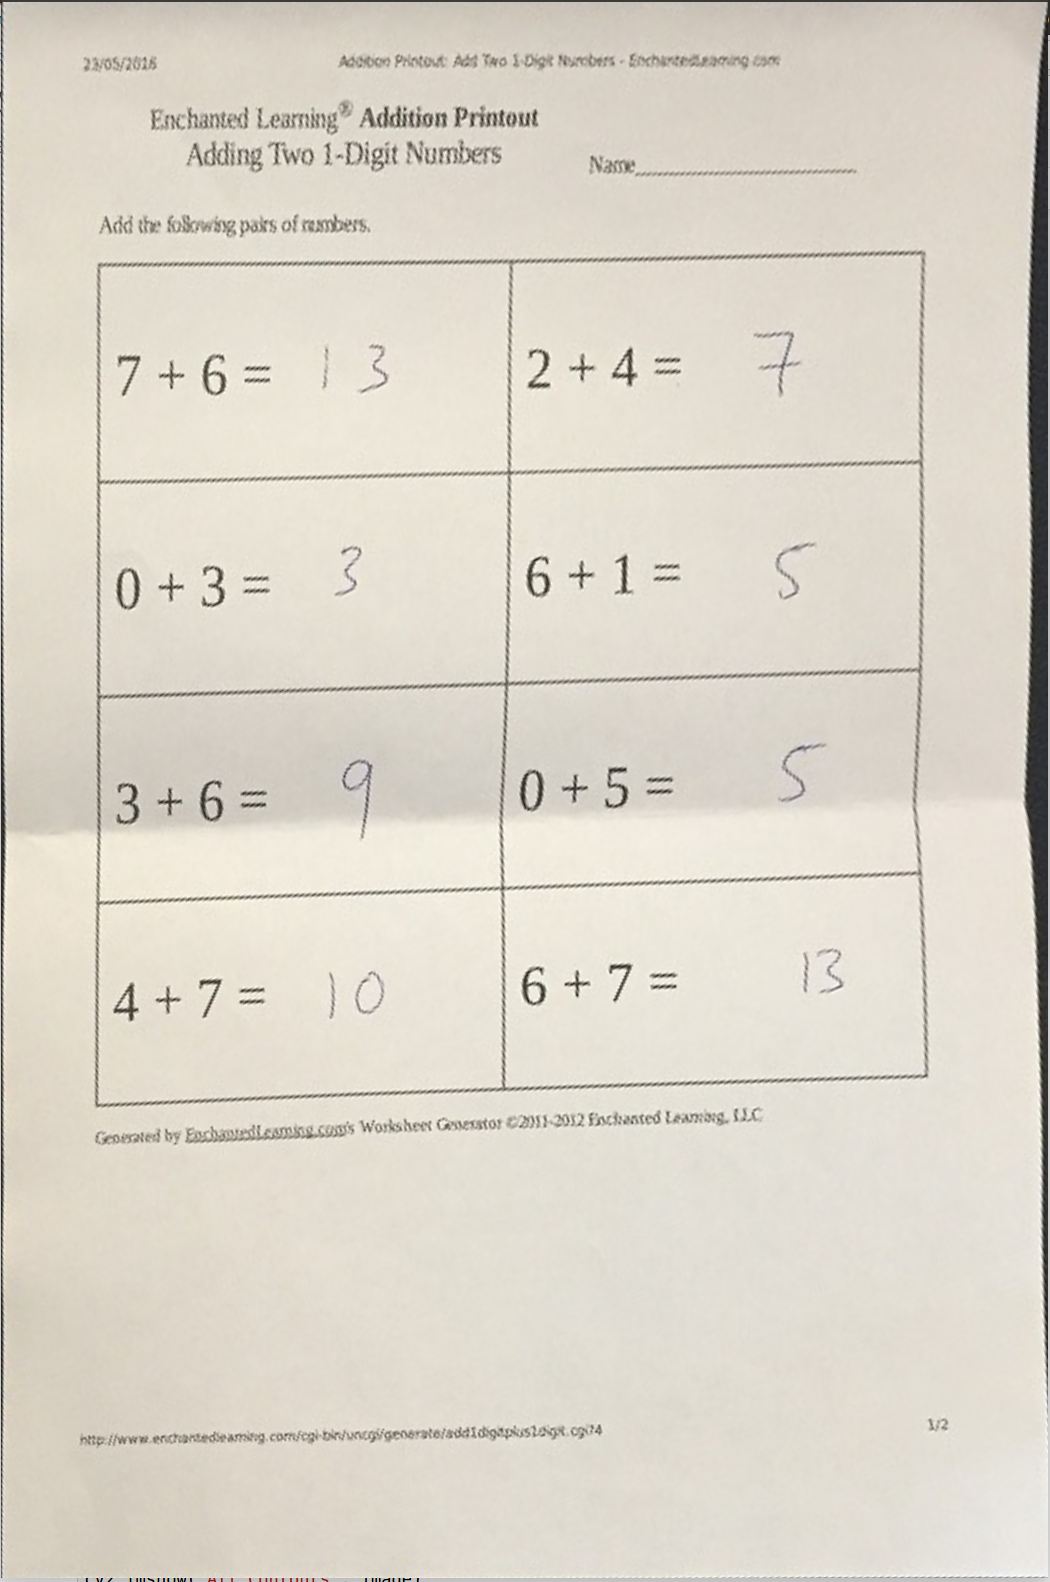 23/05/2016 Addition Printout: Add Two 1-Digit Numbers - EnchantedLearning.com
Enchanted Learning® Addition Printout
Adding Two 1-Digit Numbers Name
Add the following pairs of numbers.
7 + 6 = 13 2 + 4 = 7
0 + 3 = 3 6 + 1 = 5
3 + 6 = 9 0 + 5 = 5
4 + 7 = 10 6 + 7 = 13
Generated by EnchantedLearning.com's Worksheet Generator ©2011-2012 Enchanted Learning, LLC
http://www.enchantedlearning.com/cgi-bin/uncgi/generate/add1digitplus1digit.cgi?4 1/2